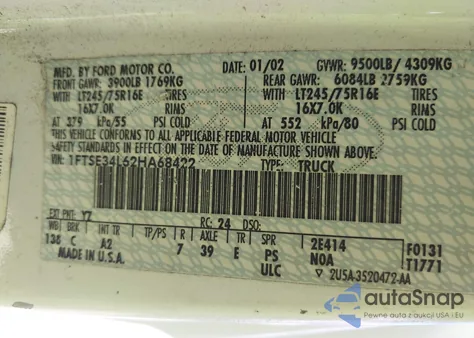 MFD. BY FORD MOTOR CO.
DATE: 01/02 GVWR: 9500LB/ 4309KG
FRONT GAWR: 3900LB 1769KG REAR GAWR: 6084LB 2759KG
WITH LT245/75R16E TIRES WITH LT245/75R16E TIRES
16X7.0K RIMS 16X7.0K RIMS
AT 379 kPa/55 PSI COLD AT 552 kPa/80 PSI COLD
THIS VEHICLE CONFORMS TO ALL APPLICABLE FEDERAL MOTOR VEHICLE
SAFETY STANDARDS IN EFFECT ON THE DATE OF MANUFACTURE SHOWN ABOVE.
VIN: 1FTSE34L62HA68422
TYPE: TRUCK
EXT PNT: Y7 RC: 24 DSO:
WB BRK INT TR TP/PS R AXLE TR SPR
138 C A2 7 39 E PS 2E414 F0131
MADE IN U.S.A. ULC N0A T1771
2U5A-3520472-AA
autoSnap
Pewne auto z aukcji USA i EU